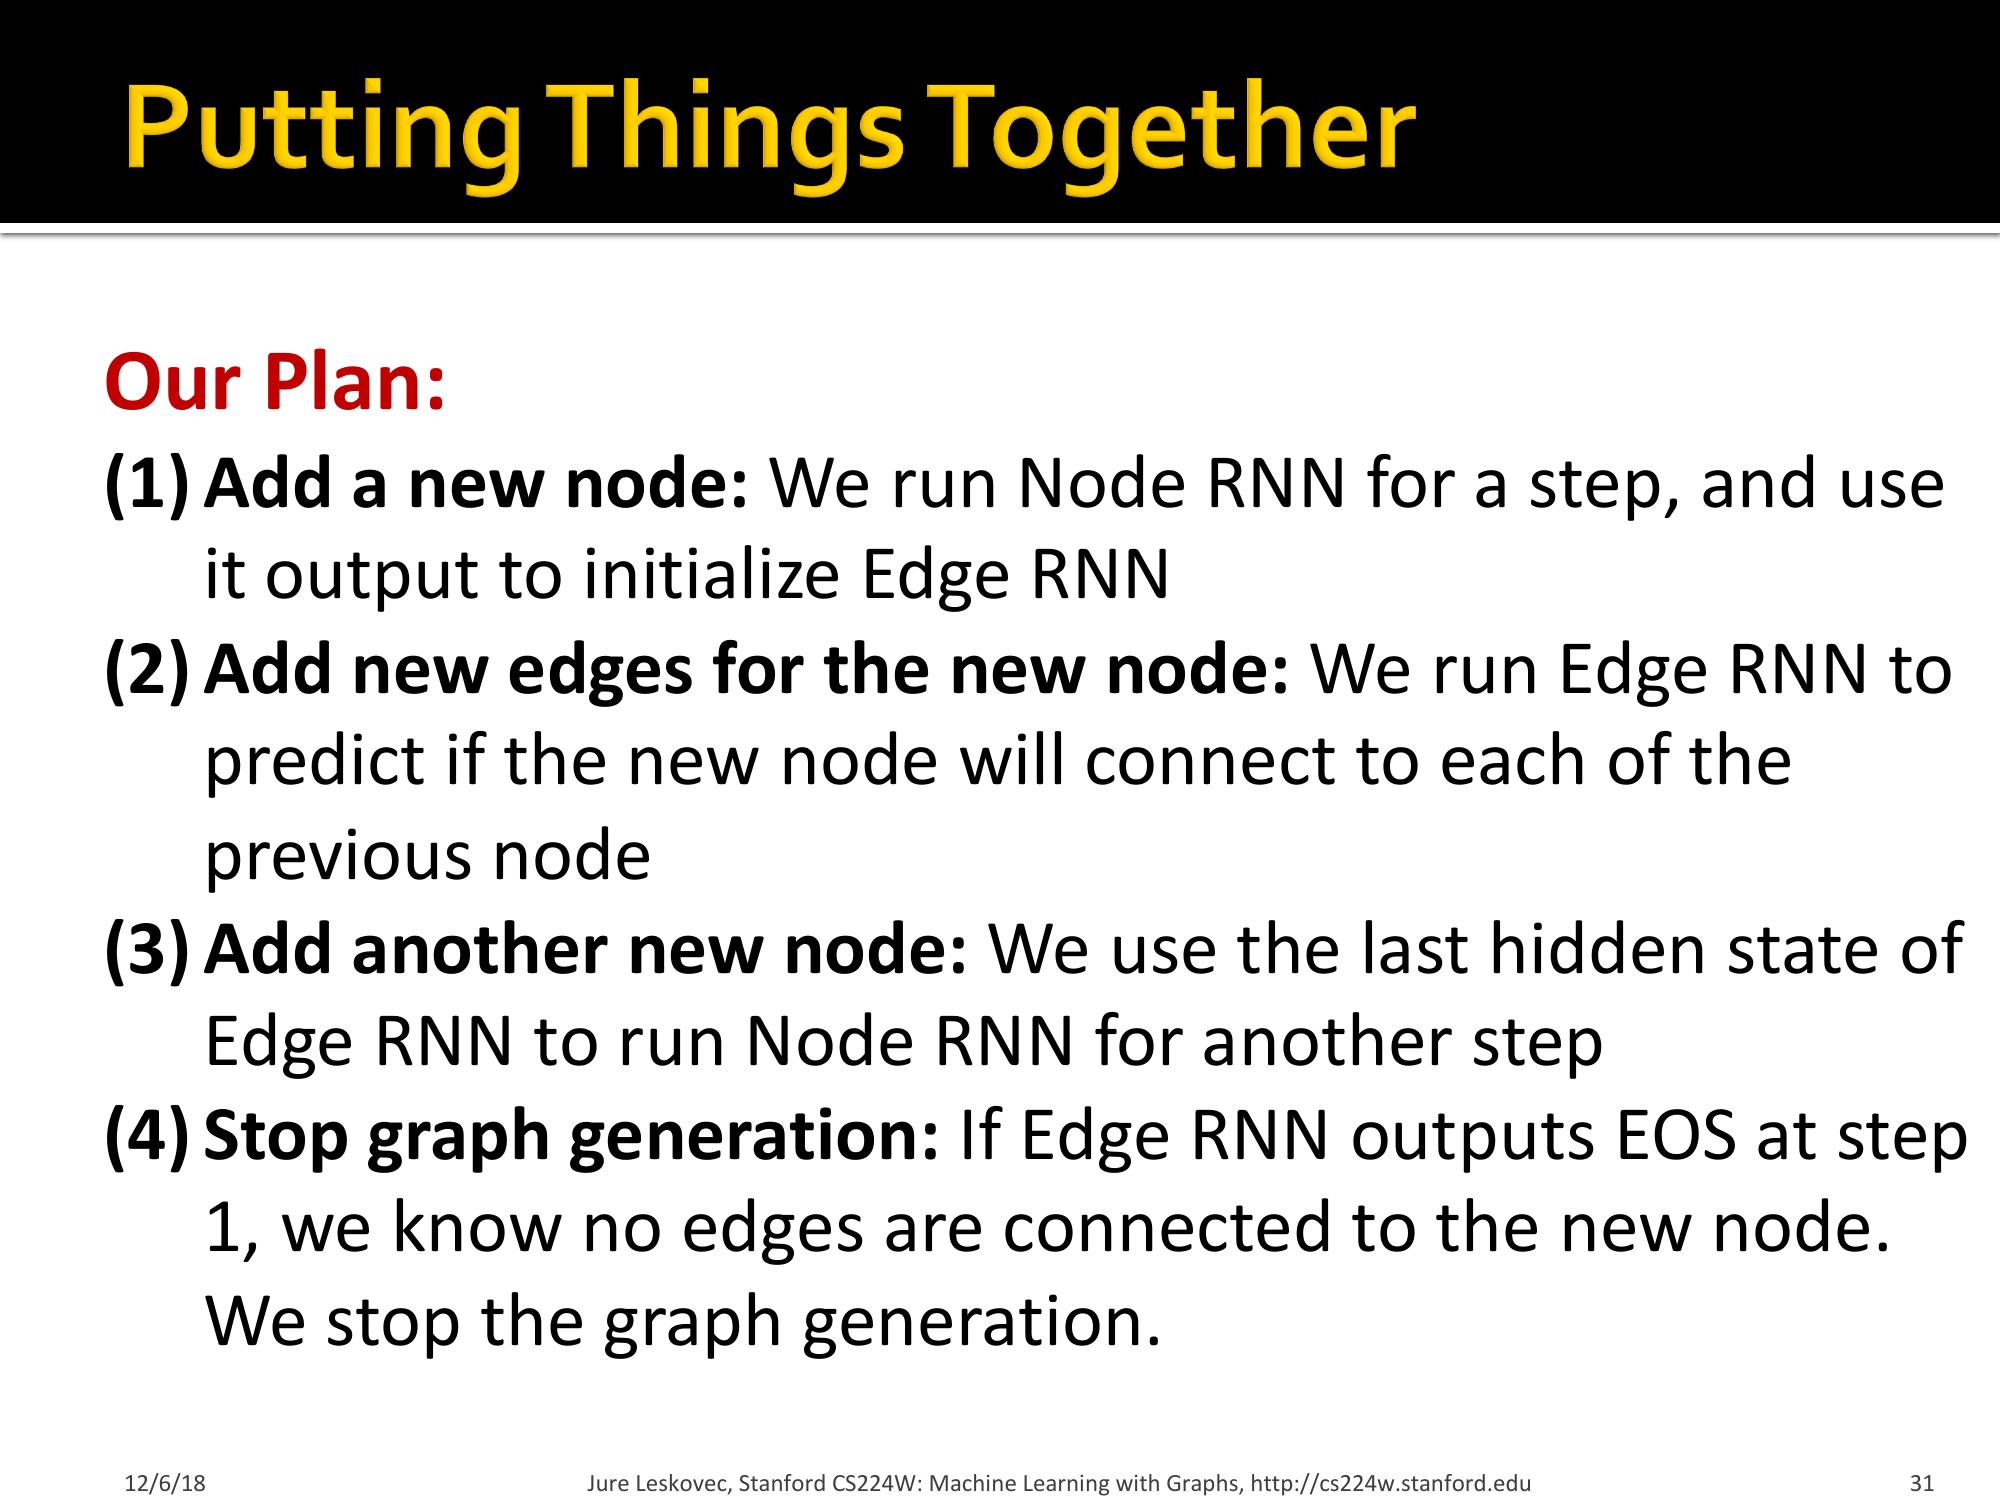 Putting Things Together
Our Plan:
(1) Add a new node: We run Node RNN for a step, and use
it output to initialize Edge RNN
(2) Add new edges for the new node: We run Edge RNN to
predict if the new node will connect to each of the
previous node
(3) Add another new node: We use the last hidden state of
Edge RNN to run Node RNN for another step
(4) Stop graph generation: If Edge RNN outputs EOS at step
1, we know no edges are connected to the new node.
We stop the graph generation.
12/6/18
Jure Leskovec, Stanford CS224W: Machine Learning with Graphs, http://cs224w.stanford.edu
31